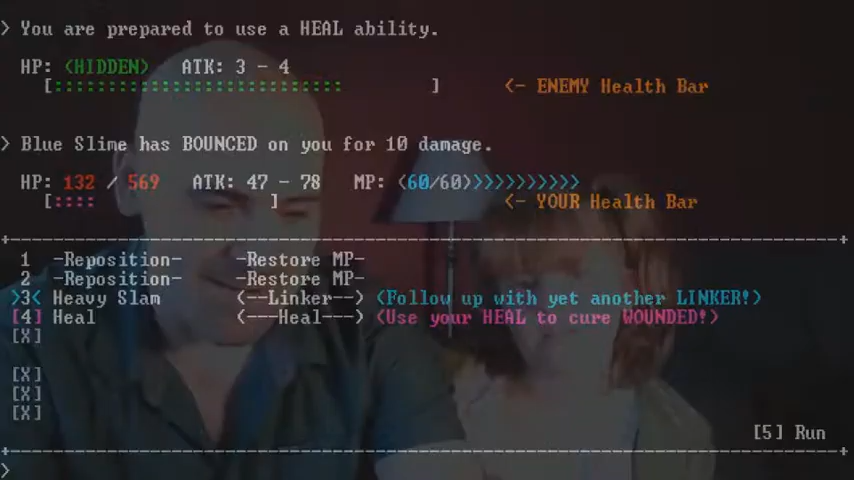 > You are prepared to use a HEAL ability.
HP: (HIDDEN) ATK: 3 - 4
[:::::::::::::::::::::::::::: ] <- ENEMY Health Bar
> Blue Slime has BOUNCED on you for 10 damage.
HP: 132 / 569 ATK: 47 - 78 MP: (60/60)>>>>>>>>>>
[:::: ] <- YOUR Health Bar
1 -Reposition- -Restore MP-
2 -Reposition- -Restore MP-
>3< Heavy Slam (--Linker--) (Follow up with yet another LINKER!)
[4] Heal (---Heal---) (Use your HEAL to cure WOUNDED!)
[X]
[X]
[X]
[X]
[5] Run
>